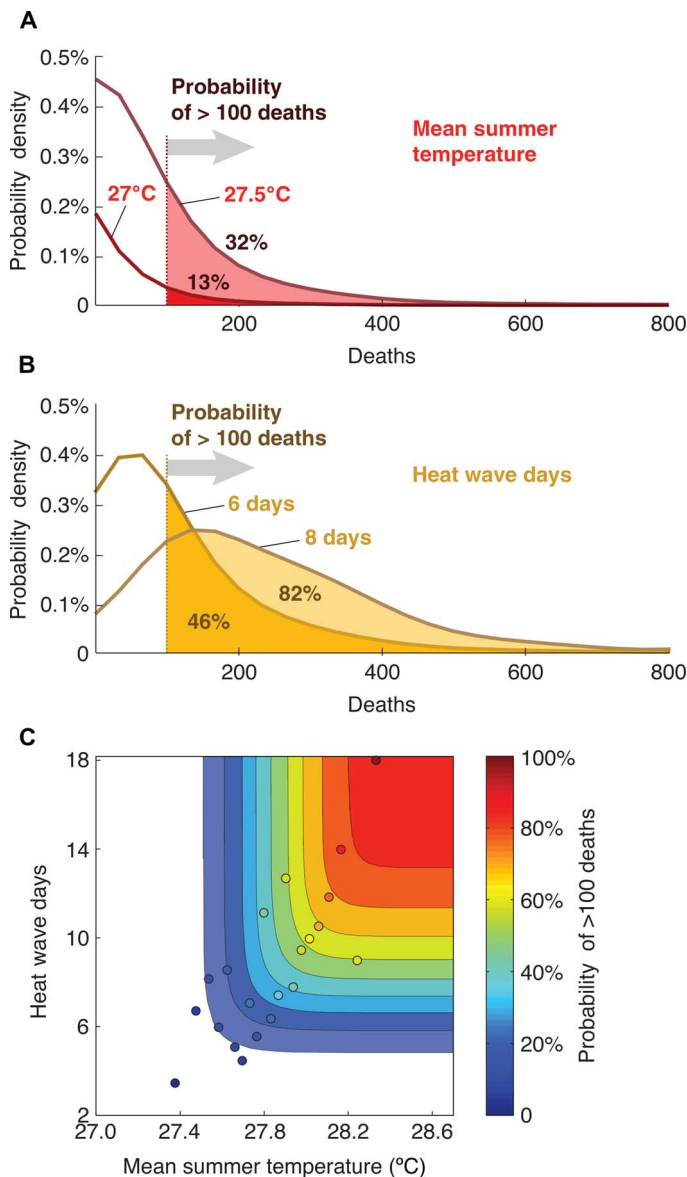 A
0.5%
0.4%
0.3%
0.2%
0.1%
0
Probability density
Probability
of > 100 deaths
Mean summer
temperature
27°C
27.5°C
32%
13%
200
400
600
800
Deaths
B
0.5%
0.4%
0.3%
0.2%
0.1%
0
Probability density
Probability
of > 100 deaths
Heat wave days
6 days
8 days
82%
46%
200
400
600
800
Deaths
C
18
14
10
6
2
Heat wave days
27.0
27.4
27.8
28.2
28.6
Mean summer temperature (ºC)
100%
80%
60%
40%
20%
0
Probability of >100 deaths